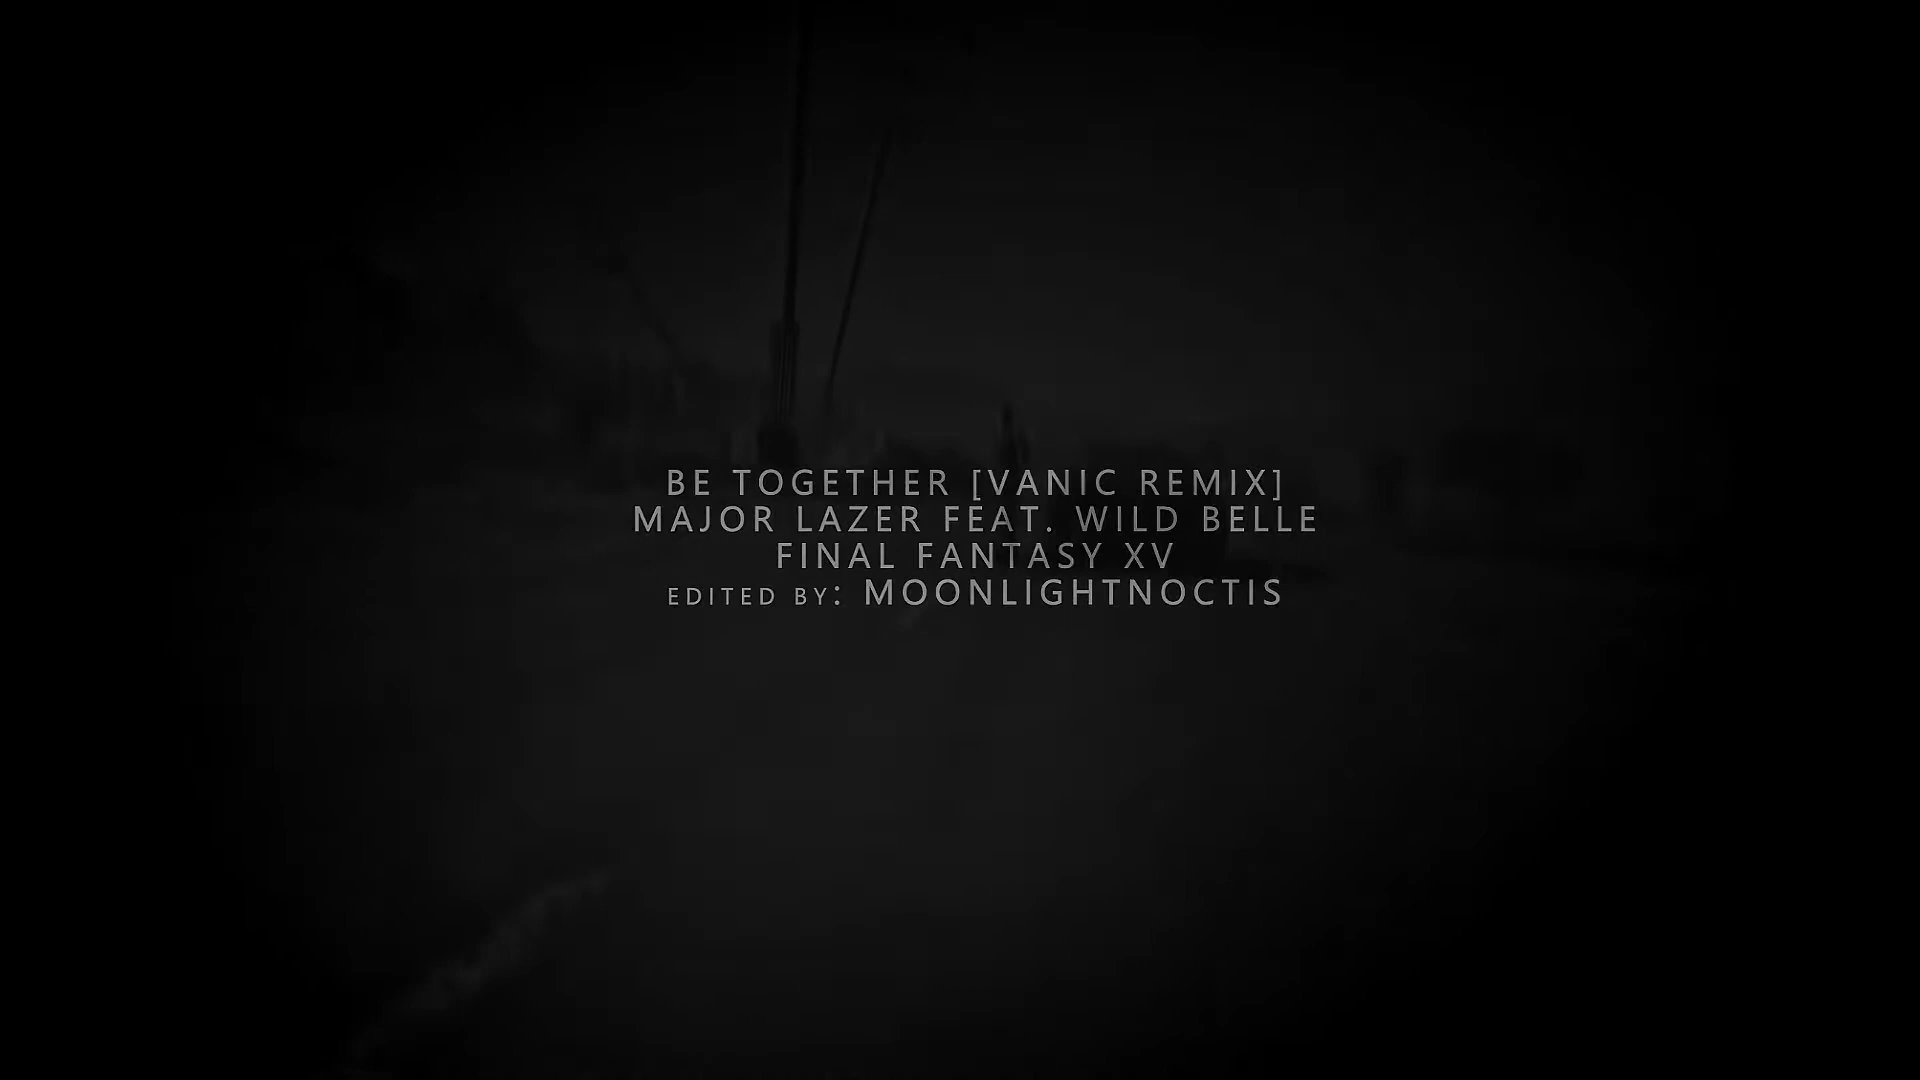 BE TOGETHER [VANIC REMIX]
MAJOR LAZER FEAT. WILD BELLE
FINAL FANTASY XV
EDITED BY: MOONLIGHTNOCTIS